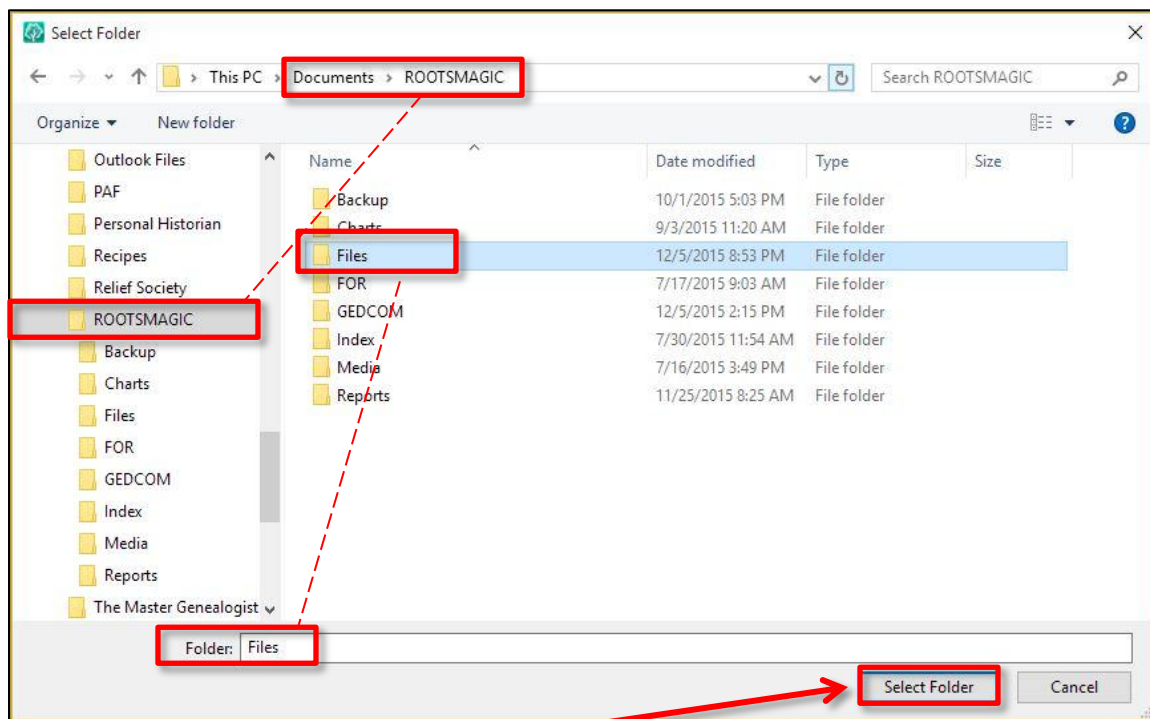 Select Folder
This PC > Documents > ROOTSMAGIC
Search ROOTSMAGIC
Organize New folder
?
Outlook Files
PAF
Personal Historian
Recipes
Relief Society
ROOTSMAGIC
Backup
Charts
Files
FOR
GEDCOM
Index
Media
Reports
The Master Genealogist
Name Date modified Type Size
Backup 10/1/2015 5:03 PM File folder
Charts 9/3/2015 11:20 AM File folder
Files 12/5/2015 8:53 PM File folder
FOR 7/17/2015 9:03 AM File folder
GEDCOM 12/5/2015 2:15 PM File folder
Index 7/30/2015 11:54 AM File folder
Media 7/16/2015 3:49 PM File folder
Reports 11/25/2015 8:25 AM File folder
Folder: Files
Select Folder Cancel